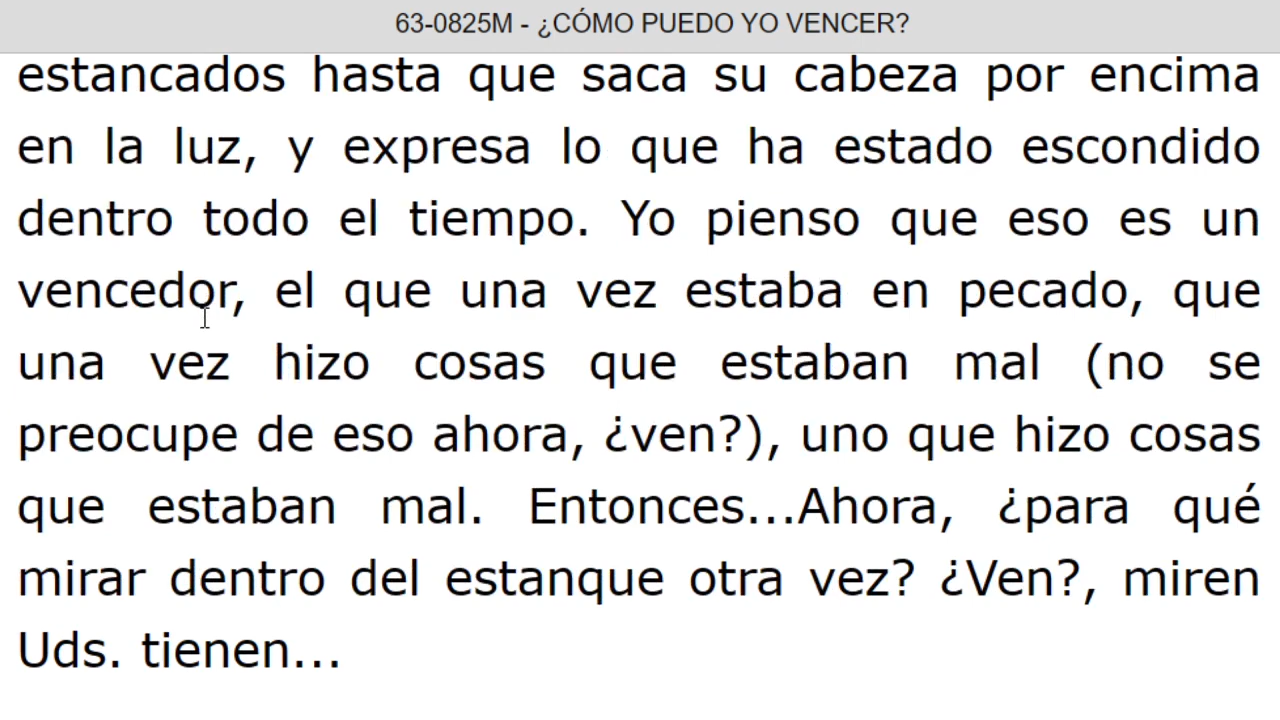 63-0825M - ¿CÓMO PUEDO YO VENCER?
estancados hasta que saca su cabeza por encima
en la luz, y expresa lo que ha estado escondido
dentro todo el tiempo. Yo pienso que eso es un
vencedor, el que una vez estaba en pecado, que
una vez hizo cosas que estaban mal (no se
preocupe de eso ahora, ¿ven?), uno que hizo cosas
que estaban mal. Entonces...Ahora, ¿para qué
mirar dentro del estanque otra vez? ¿Ven?, miren
Uds. tienen...